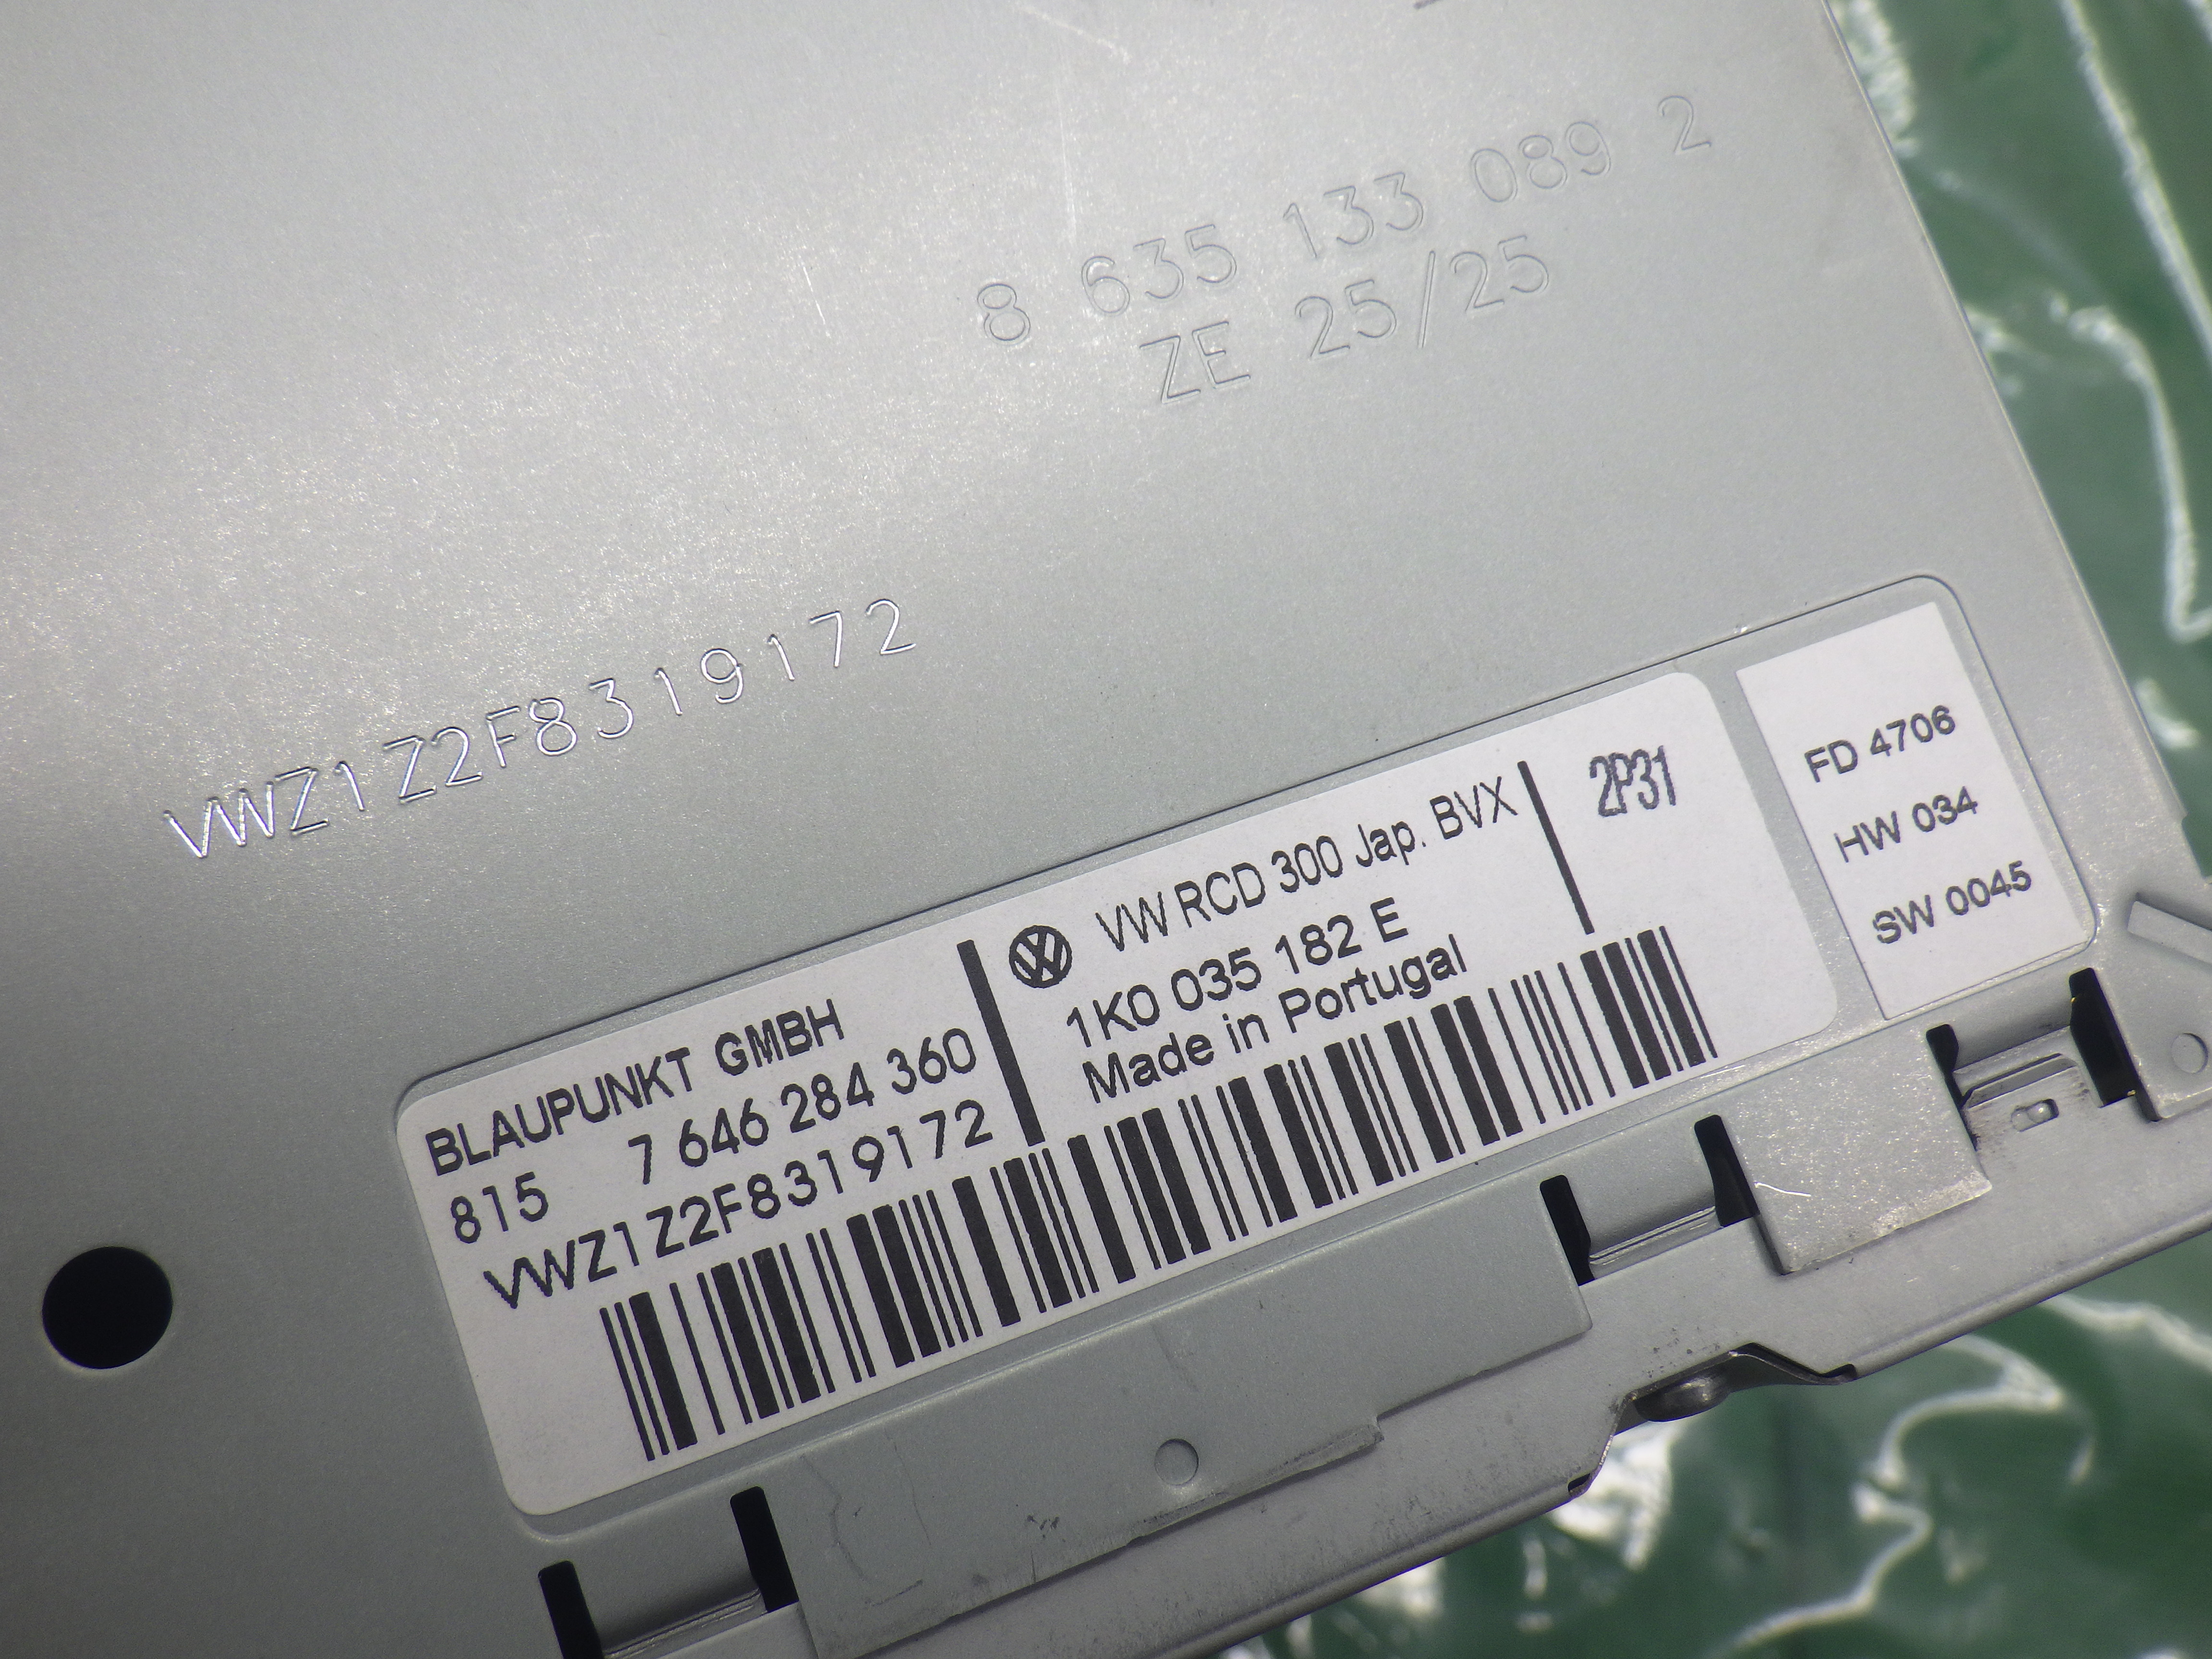 8 635 133 089 2
ZE 25/25
VWZ1Z2F8319172
BLAUPUNKT GMBH
815 7 646 284 360
VWZ1Z2F8319172
VW RCD 300 Jap. BVX
1K0 035 182 E
Made in Portugal
2P31
FD 4706
HW 034
SW 0045